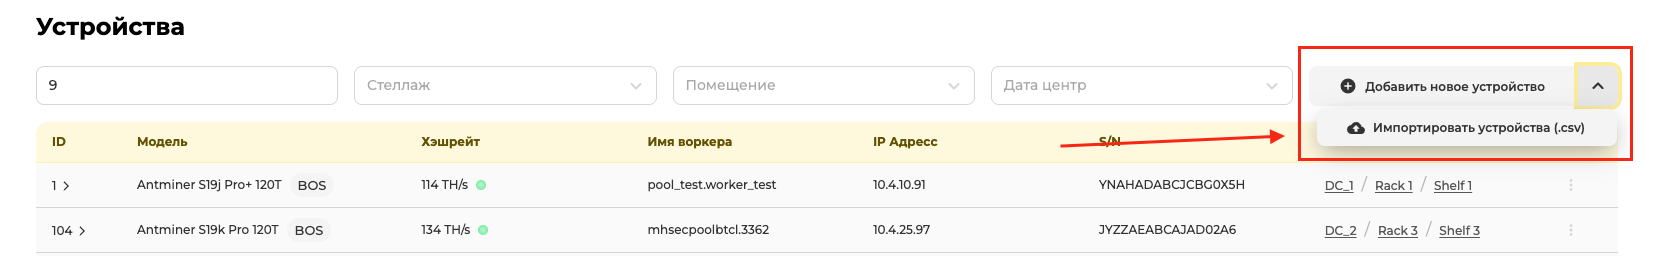 Устройства
9 Стеллаж Помещение Дата центр Добавить новое устройство
Импортировать устройства (.csv)
ID Модель Хэшрейт Имя воркера IP Адресс S/N
1 Antminer S19j Pro+ 120T BOS 114 TH/s pool_test.worker_test 10.4.10.91 YNAHADABCJCBG0X5H DC_1 / Rack 1 / Shelf 1
104 Antminer S19k Pro 120T BOS 134 TH/s mhsecpoolbtcl.3362 10.4.25.97 JYZZAEABCAJAD02A6 DC_2 / Rack 3 / Shelf 3